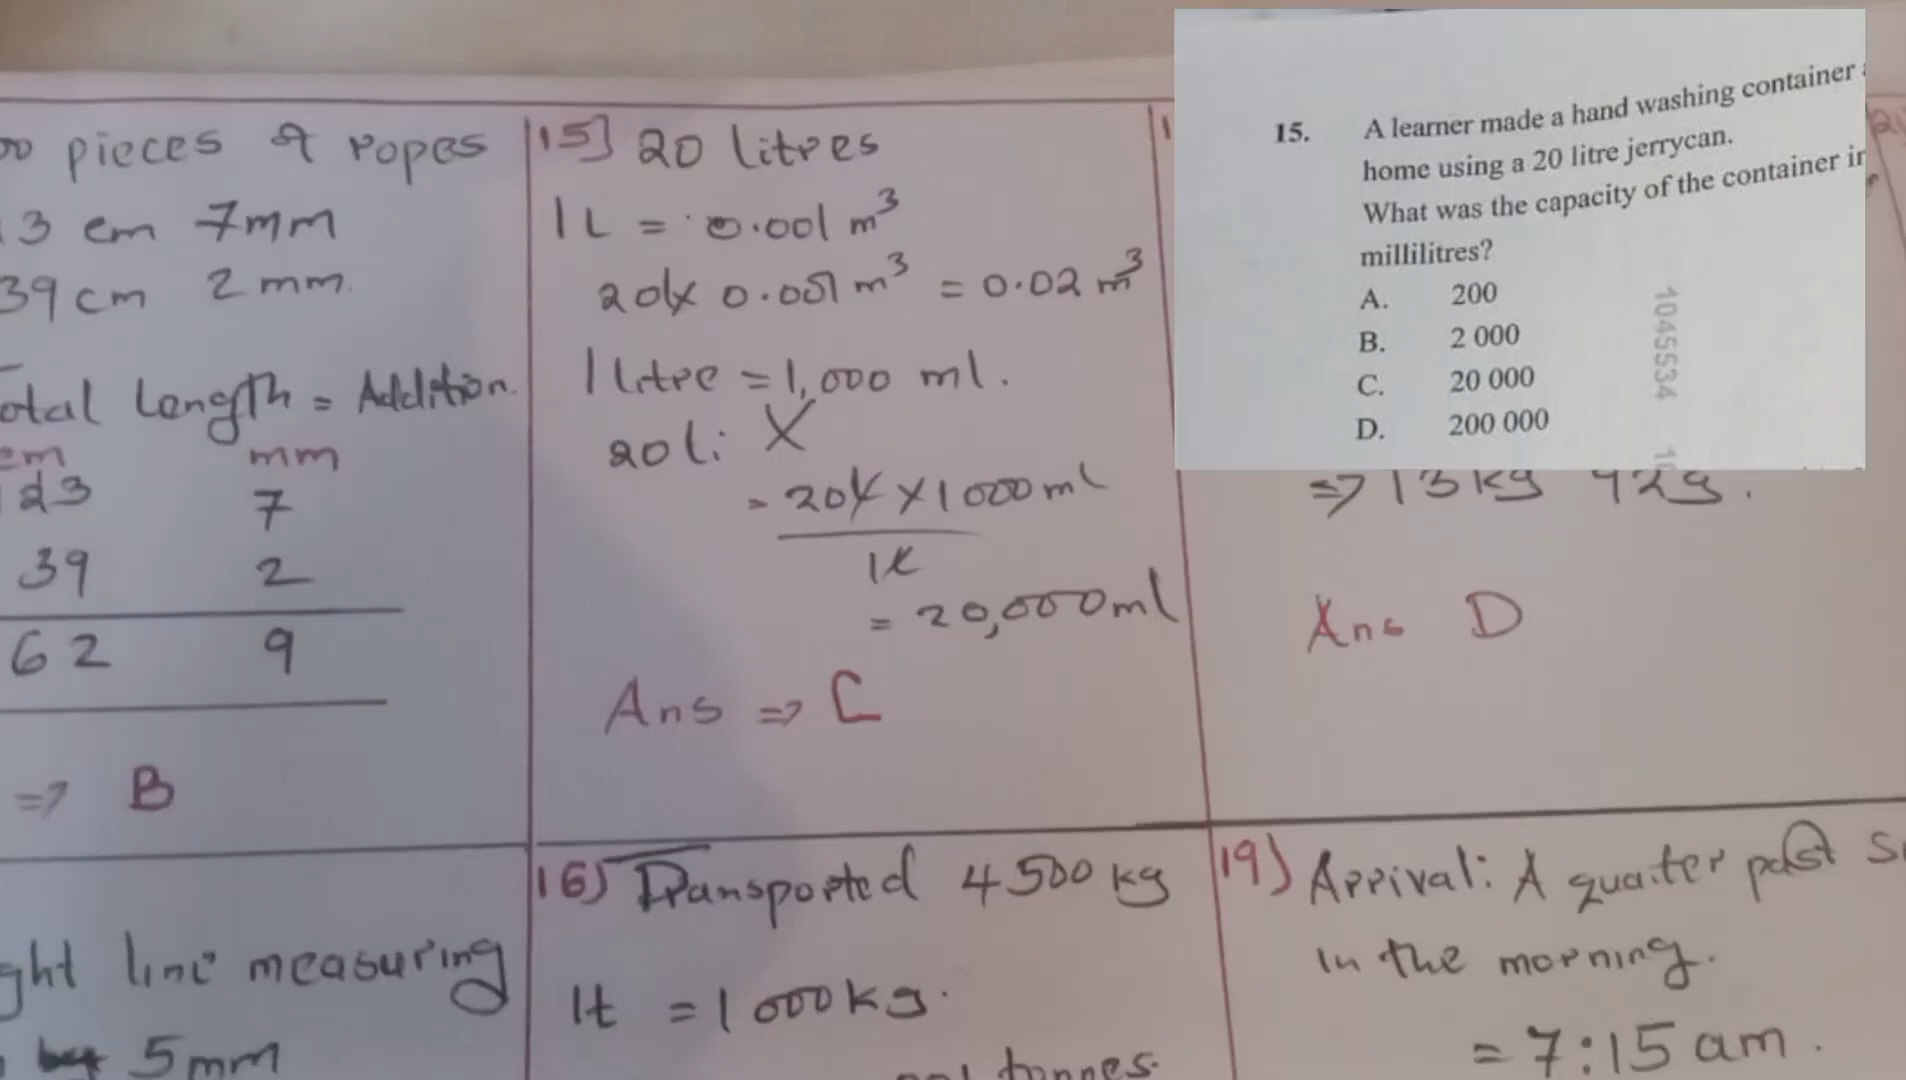 pieces of ropes
3 cm 7mm
39 cm 2 mm.
otal Length = Addition.
cm mm
23 7
39 2
62 9
=> B
ght line measuring
5mm
15] 20 litres
1L = 0.001 m³
20l x 0.001 m³ = 0.02 m³
1 litre = 1,000 ml.
20l: X
= 20l x 1000ml
1l
= 20,000ml
Ans => C
16) Transported 4500 kg
1t = 1000kg.
tonnes.
15. A learner made a hand washing container
home using a 20 litre jerrycan.
What was the capacity of the container in
millilitres?
A. 200
B. 2 000
C. 20 000
D. 200 000
1045534
=> 13kg 42g.
Ans D
19) Arrival: A quarter past
in the morning.
= 7:15 am.